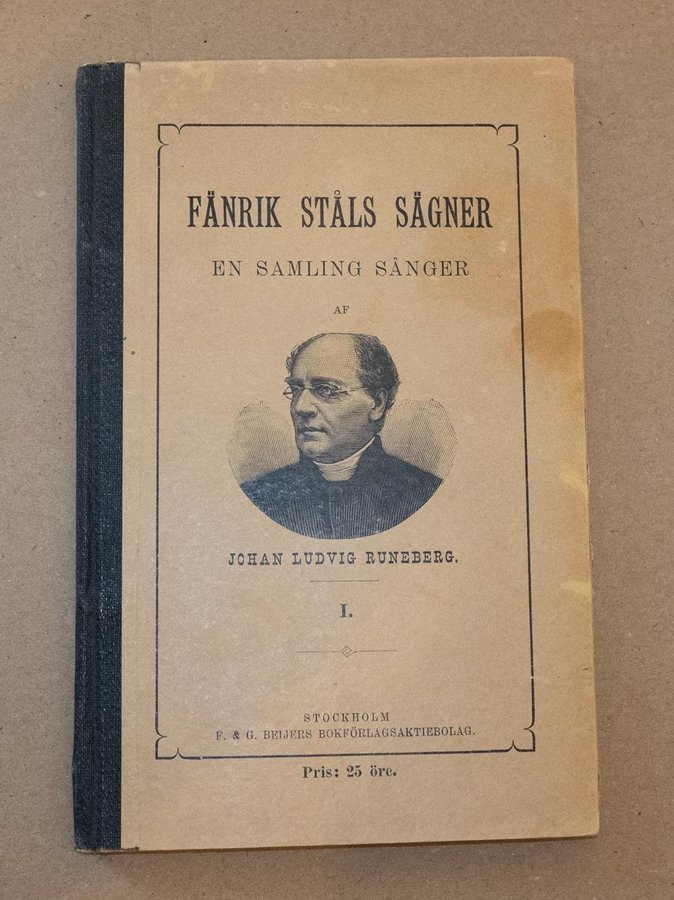 FÄNRIK STÅLS SÄGNER
EN SAMLING SÅNGER
AF
JOHAN LUDVIG RUNEBERG.
I.
STOCKHOLM
F. & G. BEIJERS BOKFÖRLAGSAKTIEBOLAG.
Pris: 25 öre.